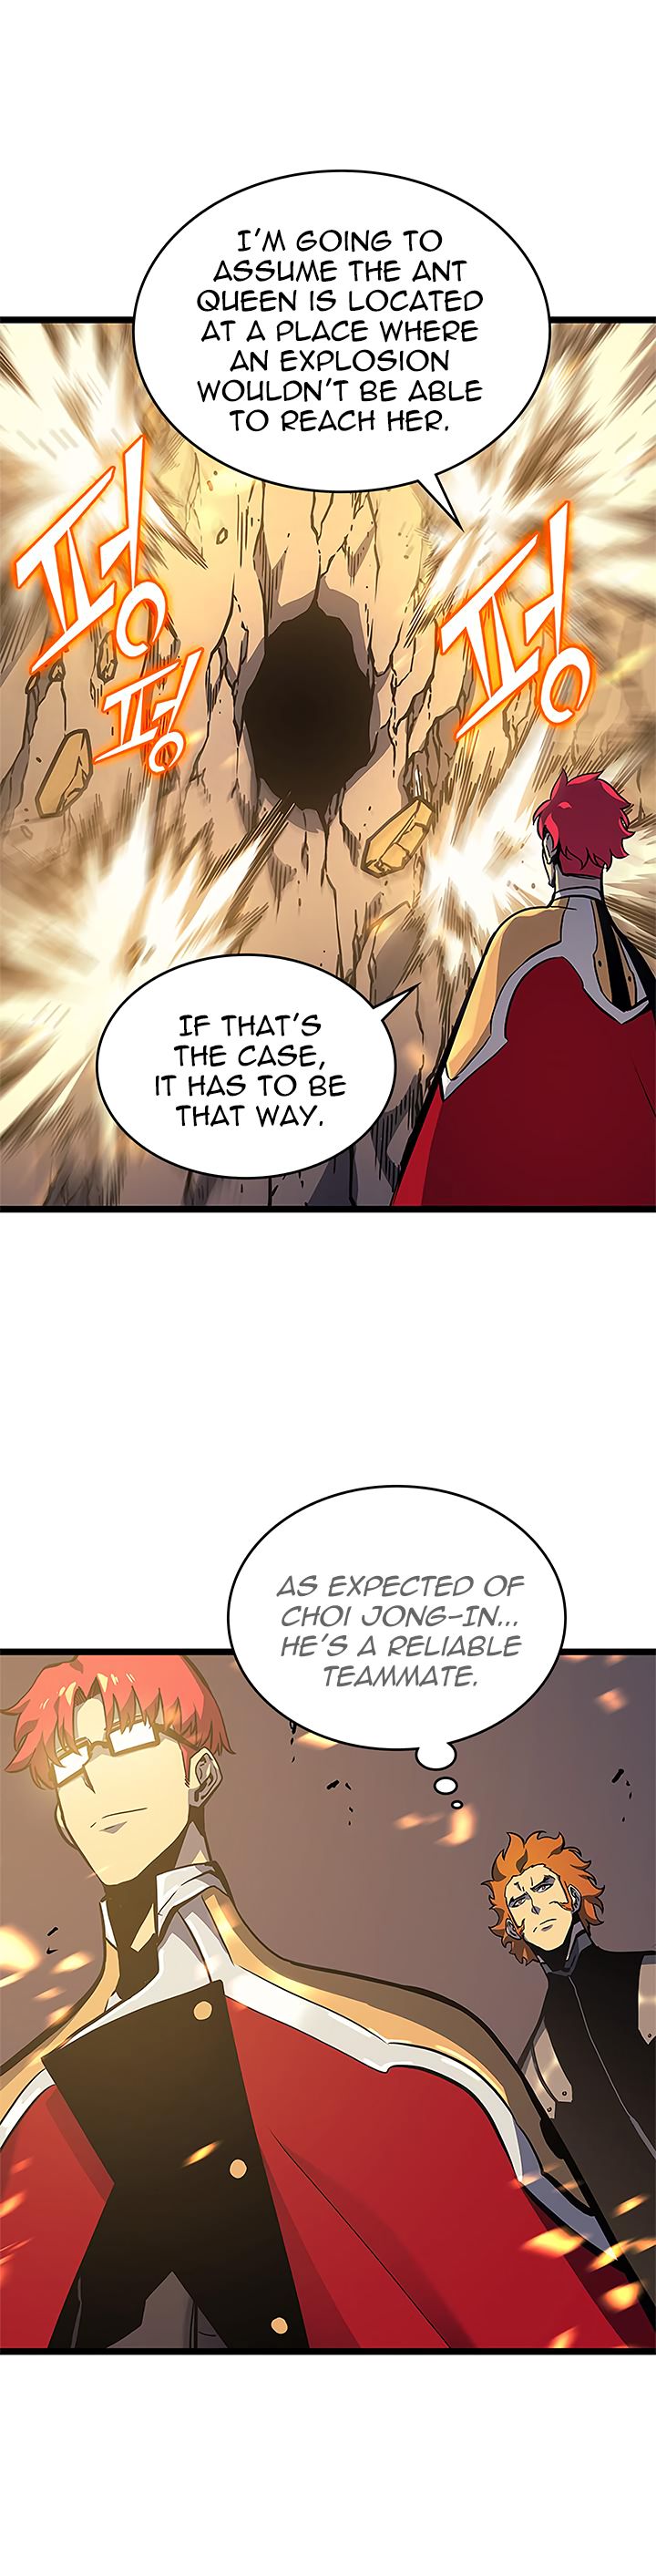 I'M GOING TO
ASSUME THE ANT
QUEEN IS LOCATED
AT A PLACE WHERE
AN EXPLOSION
WOULDN'T BE ABLE
TO REACH HER.
펑
펑
펑
IF THAT'S
THE CASE,
IT HAS TO BE
THAT WAY.
AS EXPECTED OF
CHOI JONG-IN...
HE'S A RELIABLE
TEAMMATE.